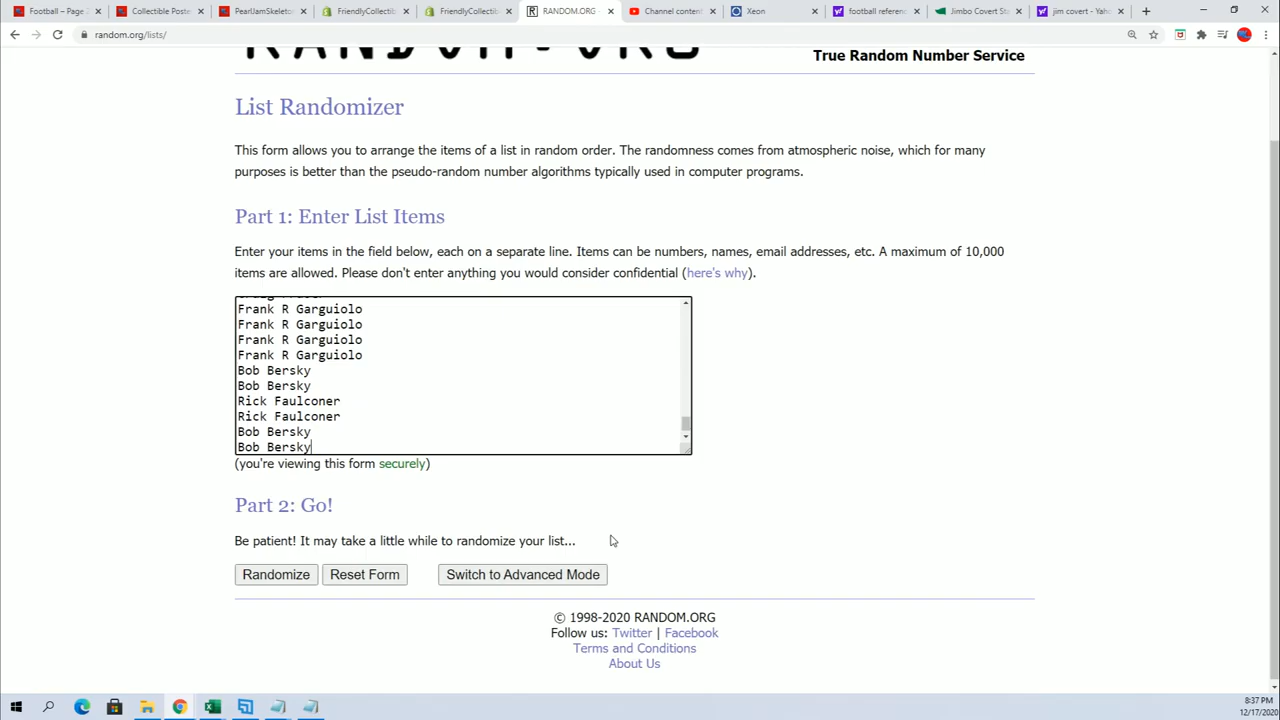 Football – Page 
Collectible Poste
PearlJamSkeleton
FriendlyCollectib
FriendlyCollectib
RANDOM.ORG -
Channel content
Xeon
football referenc
Jimbo Covert Sta
jim covert - Yaho
random.org/lists/
RANDOM.ORG
True Random Number Service
List Randomizer
This form allows you to arrange the items of a list in random order. The randomness comes from atmospheric noise, which for many
purposes is better than the pseudo-random number algorithms typically used in computer programs.
Part 1: Enter List Items
Enter your items in the field below, each on a separate line. Items can be numbers, names, email addresses, etc. A maximum of 10,000
items are allowed. Please don't enter anything you would consider confidential (here's why).
Frank R Garguiolo
Frank R Garguiolo
Frank R Garguiolo
Frank R Garguiolo
Bob Bersky
Bob Bersky
Rick Faulconer
Rick Faulconer
Bob Bersky
Bob Bersky
(you're viewing this form securely)
Part 2: Go!
Be patient! It may take a little while to randomize your list...
Randomize Reset Form Switch to Advanced Mode
© 1998-2020 RANDOM.ORG
Follow us: Twitter | Facebook
Terms and Conditions
About Us
8:37 PM
12/17/2020